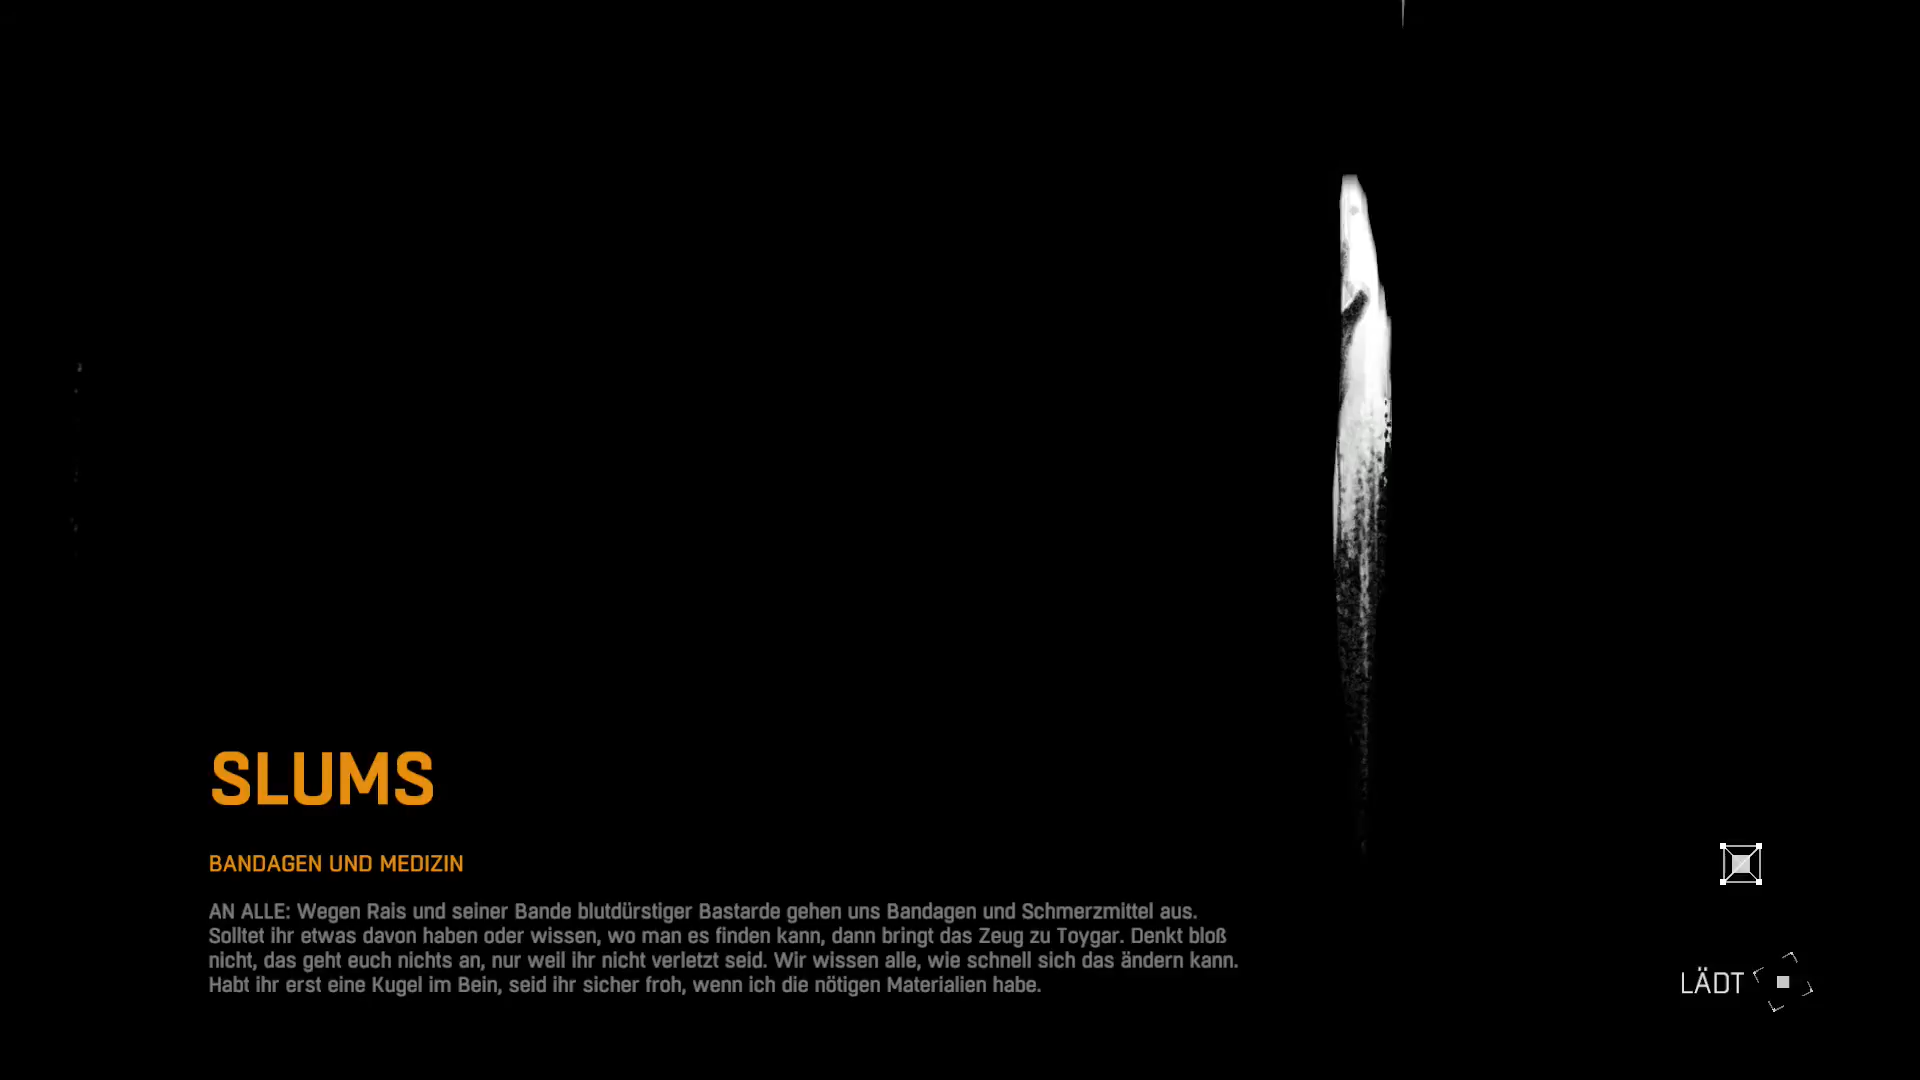 SLUMS
BANDAGEN UND MEDIZIN
AN ALLE: Wegen Rais und seiner Bande blutdürstiger Bastarde gehen uns Bandagen und Schmerzmittel aus.
Solltet ihr etwas davon haben oder wissen, wo man es finden kann, dann bringt das Zeug zu Toygar. Denkt bloß
nicht, das geht euch nichts an, nur weil ihr nicht verletzt seid. Wir wissen alle, wie schnell sich das ändern kann.
Habt ihr erst eine Kugel im Bein, seid ihr sicher froh, wenn ich die nötigen Materialien habe.
LÄDT